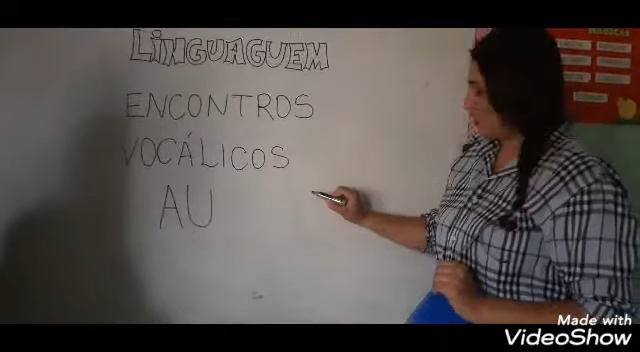 LINGUAGUEM
ENCONTROS
VOCÁLICOS
AU
Made with
VideoShow